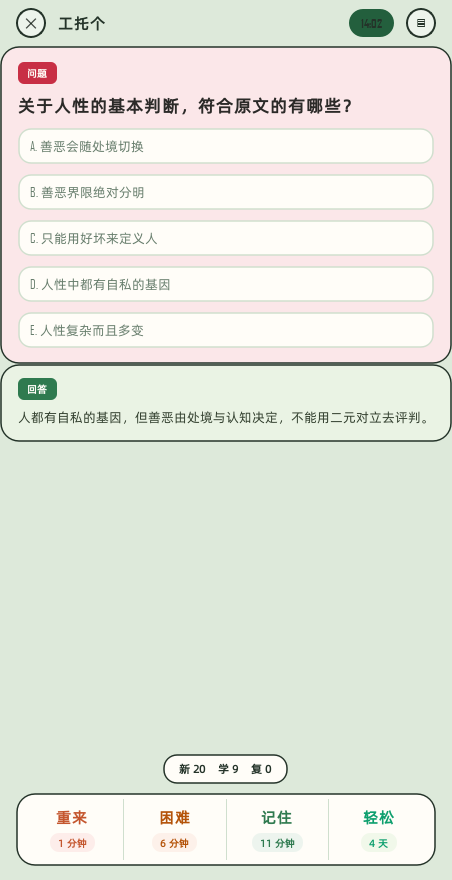 工托个
1402
问题
关于人性的基本判断，符合原文的有哪些？
A. 善恶会随处境切换
B. 善恶界限绝对分明
C. 只能用好坏来定义人
D. 人性中都有自私的基因
E. 人性复杂而且多变
回答
人都有自私的基因，但善恶由处境与认知决定，不能用二元对立去评判。
新 20 学 9 复 0
重来 困难 记住 轻松
1 分钟 6 分钟 11 分钟 4 天